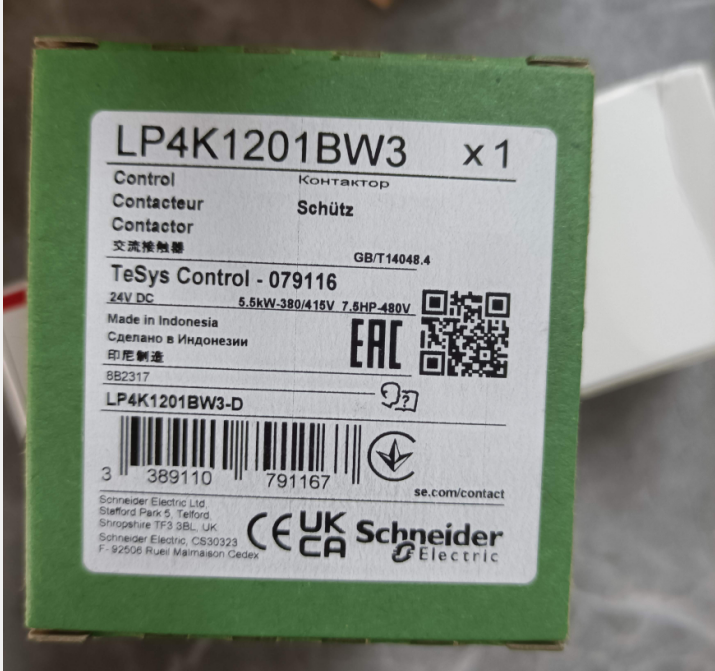 LP4K1201BW3 x 1
Control Контактор
Contacteur Schütz
Contactor
交流接触器 GB/T14048.4
TeSys Control - 079116
24V DC 5.5kW-380/415V 7.5HP-480V
Made in Indonesia
Сделано в Индонезии
印尼制造
EAC
8B2317
LP4K1201BW3-D
3 389110 791167
se.com/contact
Schneider Electric Ltd,
Stafford Park 5, Telford,
Shropshire TF3 3BL, UK
Schneider Electric, CS30323
F- 92506 Rueil Malmaison Cedex
CE UK CA Schneider
Electric